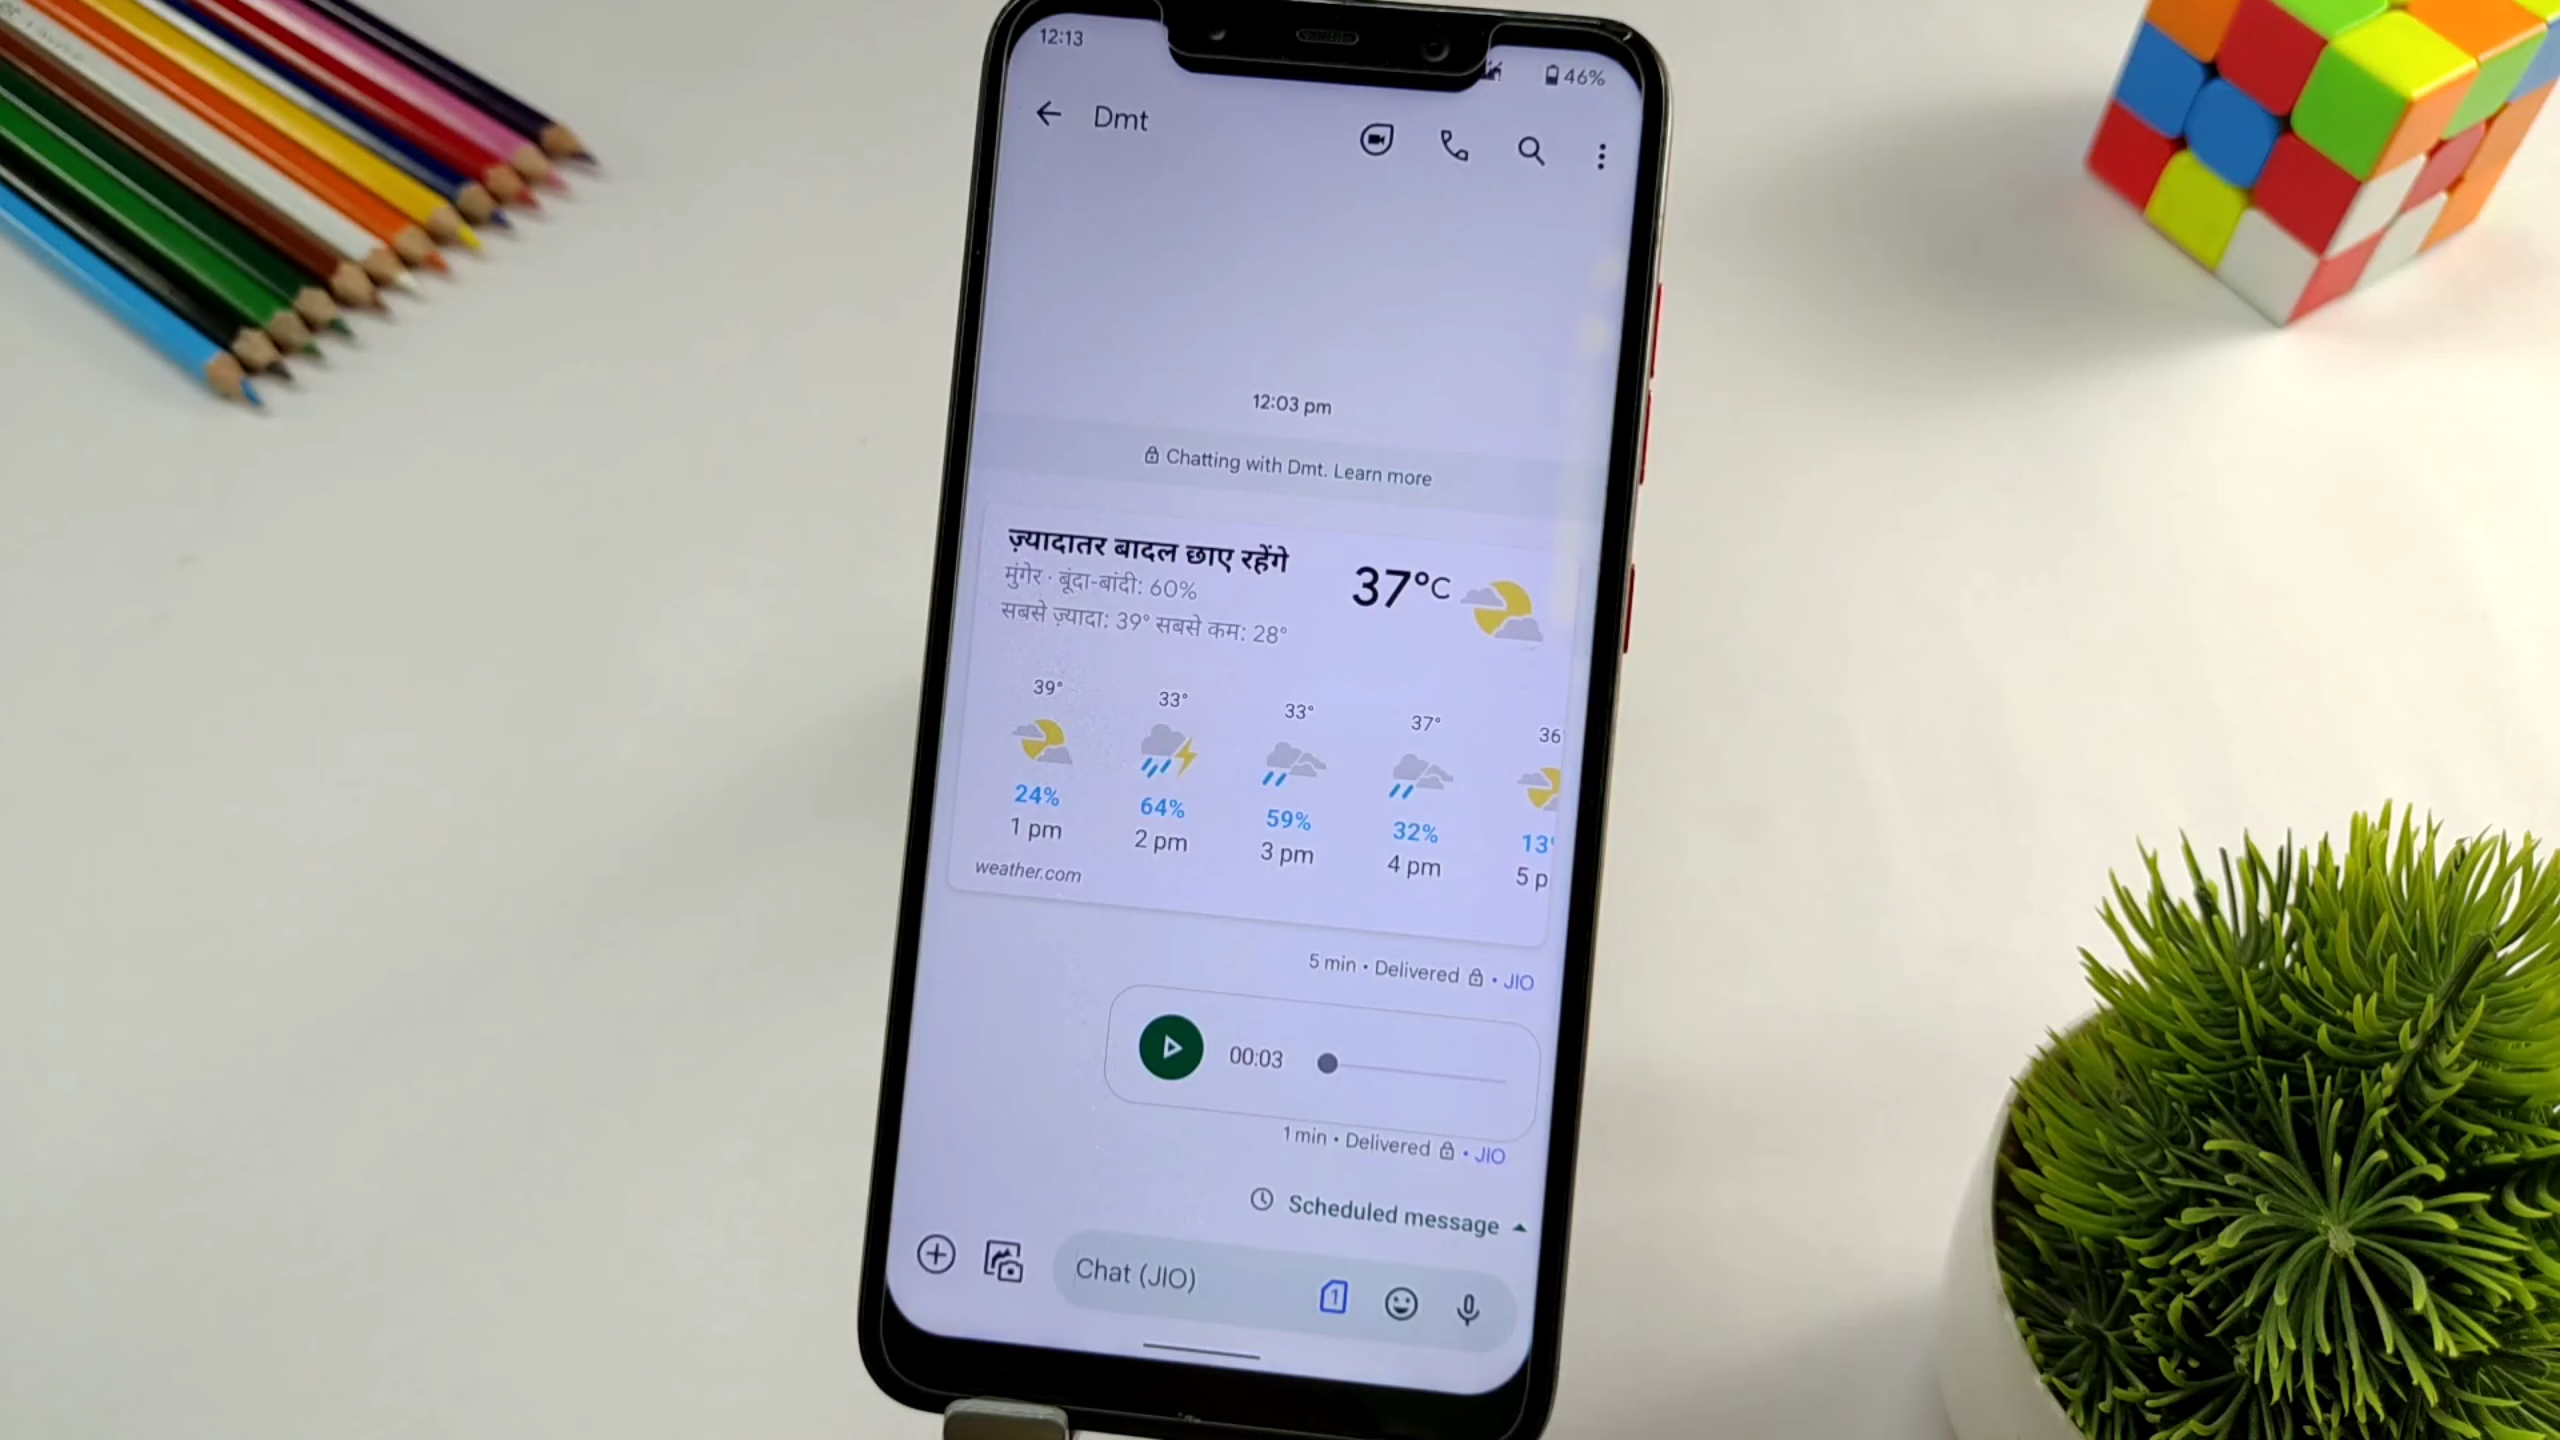 12:13
46%
Dmt
12:03 pm
Chatting with Dmt. Learn more
ज़्यादातर बादल छाए रहेंगे
मुंगेर · बूंदा-बांदी: 60%
सबसे ज़्यादा: 39° सबसे कम: 28°
37°C
39° 33° 33° 37° 36
24% 64% 59% 32% 13
1 pm 2 pm 3 pm 4 pm 5 p
weather.com
5 min • Delivered • JIO
00:03
1 min • Delivered • JIO
Scheduled message
Chat (JIO)
1